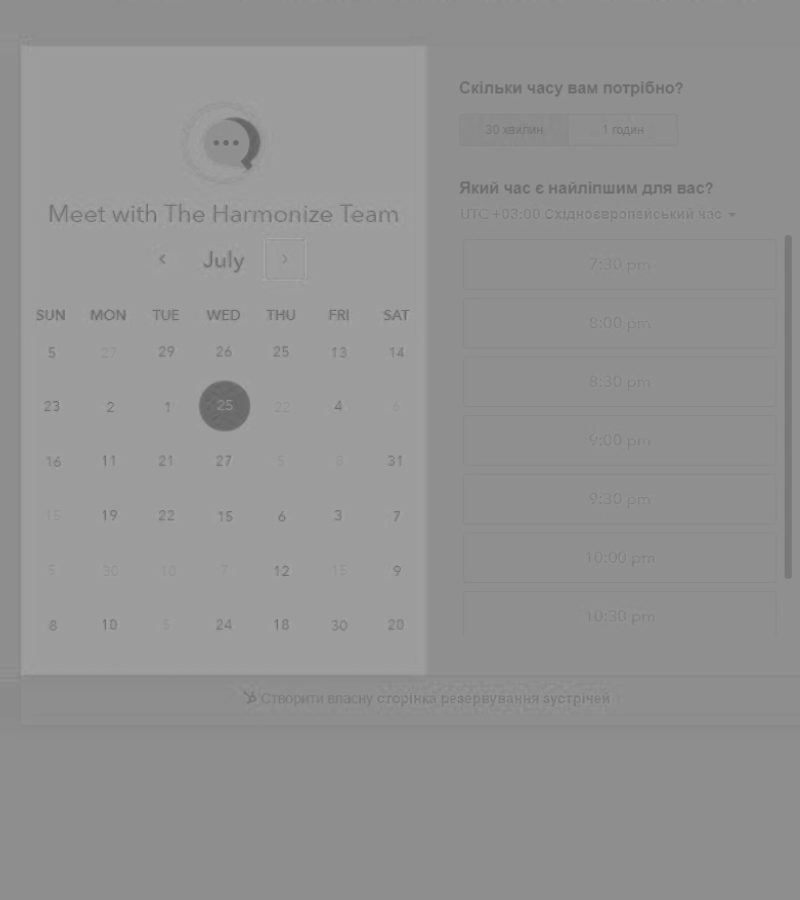 Meet with The Harmonize Team
July
SUN MON TUE WED THU FRI SAT
5 27 29 26 25 13 14
23 2 1 25 22 4 6
16 11 21 27 5 8 31
15 19 22 15 6 3 7
5 30 10 7 12 15 9
8 10 5 24 18 30 20
Скільки часу вам потрібно?
30 хвилин 1 годин
Який час є найліпшим для вас?
UTC +03:00 Східноєвропейський час
7:30 pm
8:00 pm
8:30 pm
9:00 pm
9:30 pm
10:00 pm
10:30 pm
Створити власну сторінка резервування зустрічей